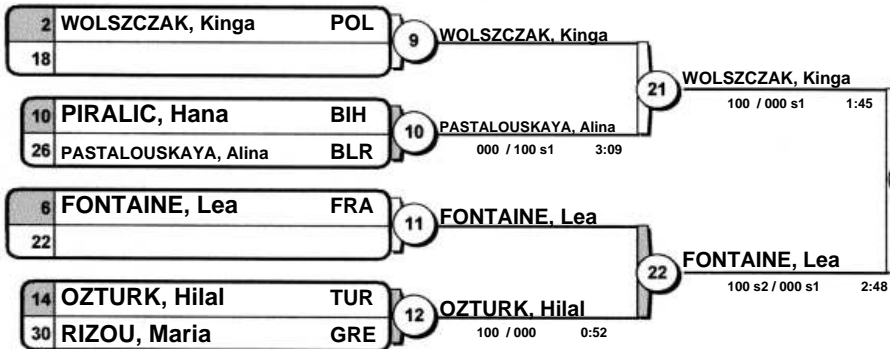 2 WOLSZCZAK, Kinga POL
18
9
WOLSZCZAK, Kinga
10 PIRALIC, Hana BIH
26 PASTALOUSKAYA, Alina BLR
10
PASTALOUSKAYA, Alina
000 / 100 s1 3:09
21
WOLSZCZAK, Kinga
100 / 000 s1 1:45
6 FONTAINE, Lea FRA
22
11
FONTAINE, Lea
14 OZTURK, Hilal TUR
30 RIZOU, Maria GRE
12
OZTURK, Hilal
100 / 000 0:52
22
FONTAINE, Lea
100 s2 / 000 s1 2:48